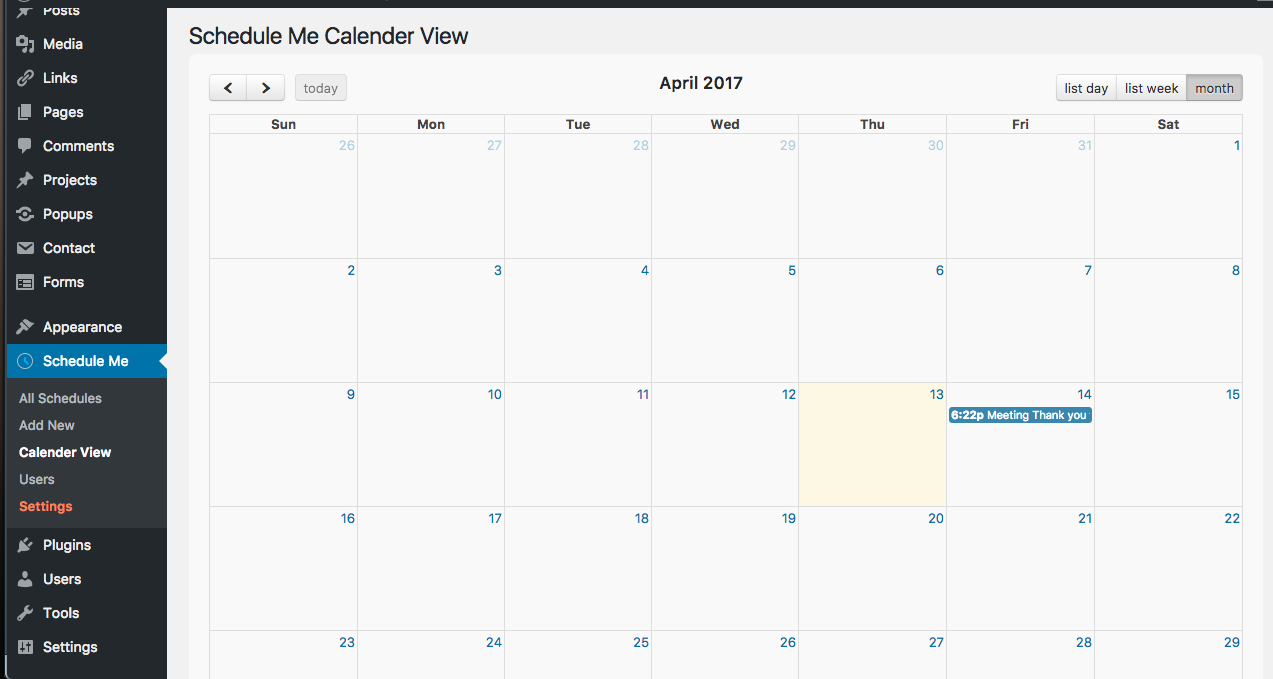 Posts
Media
Links
Pages
Comments
Projects
Popups
Contact
Forms
Appearance
Schedule Me
All Schedules
Add New
Calender View
Users
Settings
Plugins
Users
Tools
Settings
Schedule Me Calender View
today
April 2017
list day list week month
Sun Mon Tue Wed Thu Fri Sat
26 27 28 29 30 31 1
2 3 4 5 6 7 8
9 10 11 12 13 14 15
6:22p Meeting Thank you
16 17 18 19 20 21 22
23 24 25 26 27 28 29